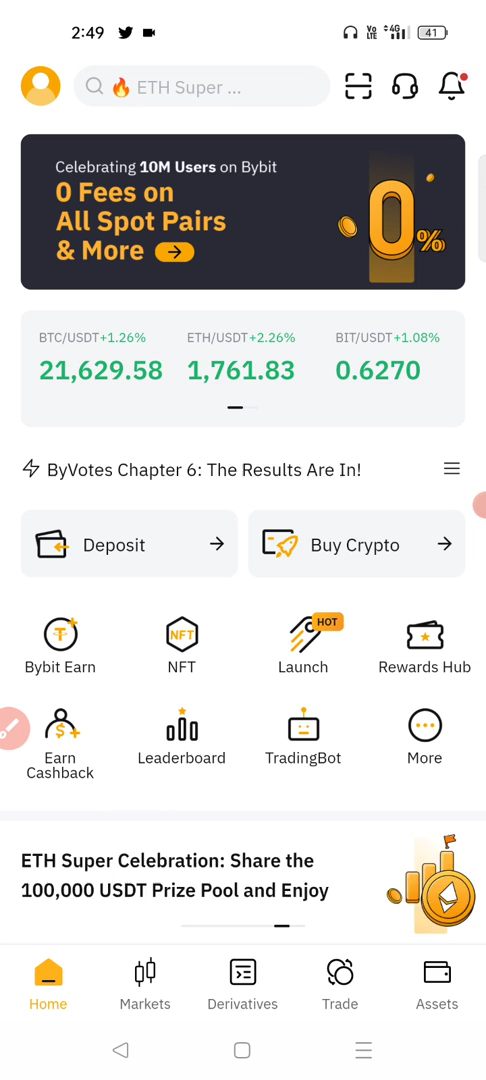 2:49
Vo LTE 4G 41
🔥 ETH Super ...
Celebrating 10M Users on Bybit
0 Fees on
All Spot Pairs
& More
0%
BTC/USDT+1.26% ETH/USDT+2.26% BIT/USDT+1.08%
21,629.58 1,761.83 0.6270
ByVotes Chapter 6: The Results Are In!
Deposit Buy Crypto
NFT HOT
Bybit Earn NFT Launch Rewards Hub
Earn Leaderboard TradingBot More
Cashback
ETH Super Celebration: Share the
100,000 USDT Prize Pool and Enjoy
Home Markets Derivatives Trade Assets